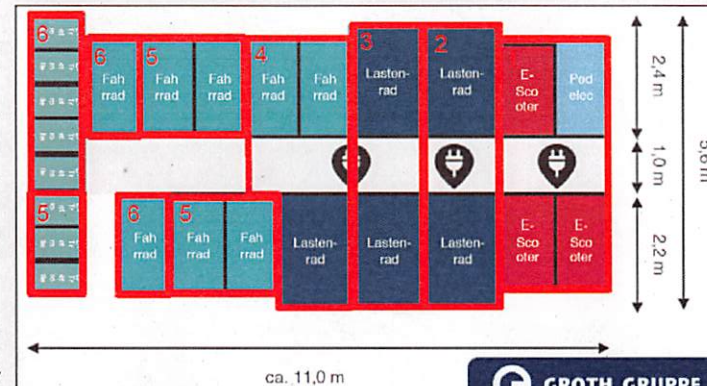 6
6
5
4
3
2
Fah
rrad
Fah
rrad
Fah
rrad
Fah
rrad
Fah
rrad
Lasten-
rad
Lasten-
rad
E-
Sco
oter
Ped
elec
2,4 m
1,0 m
5,6 m
5
6
5
Fah
rrad
Fah
rrad
Fah
rrad
Lasten-
rad
Lasten-
rad
Lasten-
rad
E-
Sco
oter
E-
Sco
oter
2,2 m
ca. 11,0 m
GROTH GRUPPE